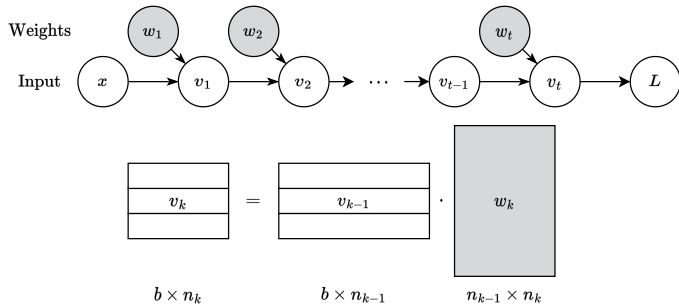 Weights w₁ w₂ wₜ
Input x v₁ v₂ ⋯ vₜ₋₁ vₜ L
vₖ = vₖ₋₁ · wₖ
b × nₖ b × nₖ₋₁ nₖ₋₁ × nₖ